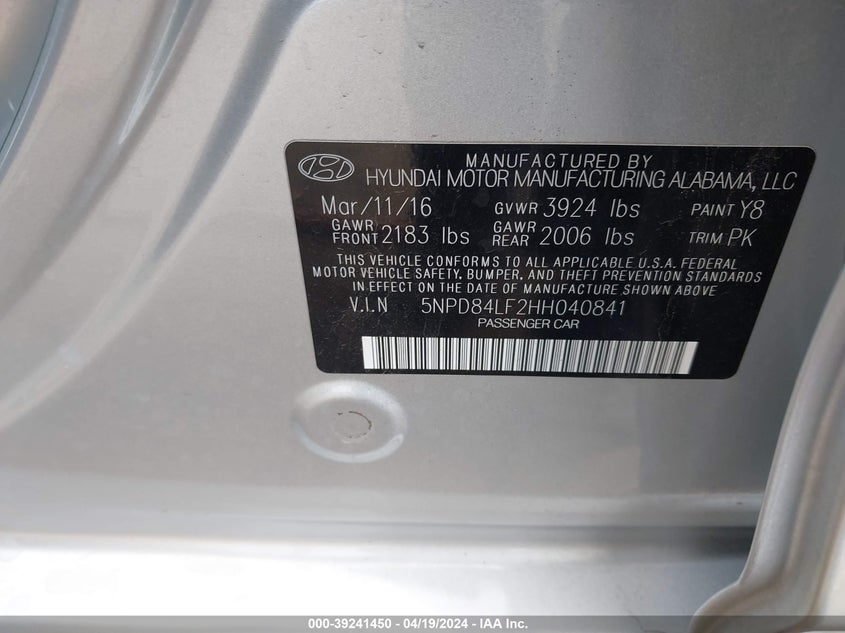 MANUFACTURED BY
HYUNDAI MOTOR MANUFACTURING ALABAMA, LLC
Mar/11/16 GVWR 3924 lbs PAINT Y8
GAWR FRONT 2183 lbs GAWR REAR 2006 lbs TRIM PK
THIS VEHICLE CONFORMS TO ALL APPLICABLE U.S.A. FEDERAL
MOTOR VEHICLE SAFETY, BUMPER, AND THEFT PREVENTION STANDARDS
IN EFFECT ON THE DATE OF MANUFACTURE SHOWN ABOVE
V.I.N 5NPD84LF2HH040841
PASSENGER CAR
000-39241450 - 04/19/2024 - IAA Inc.